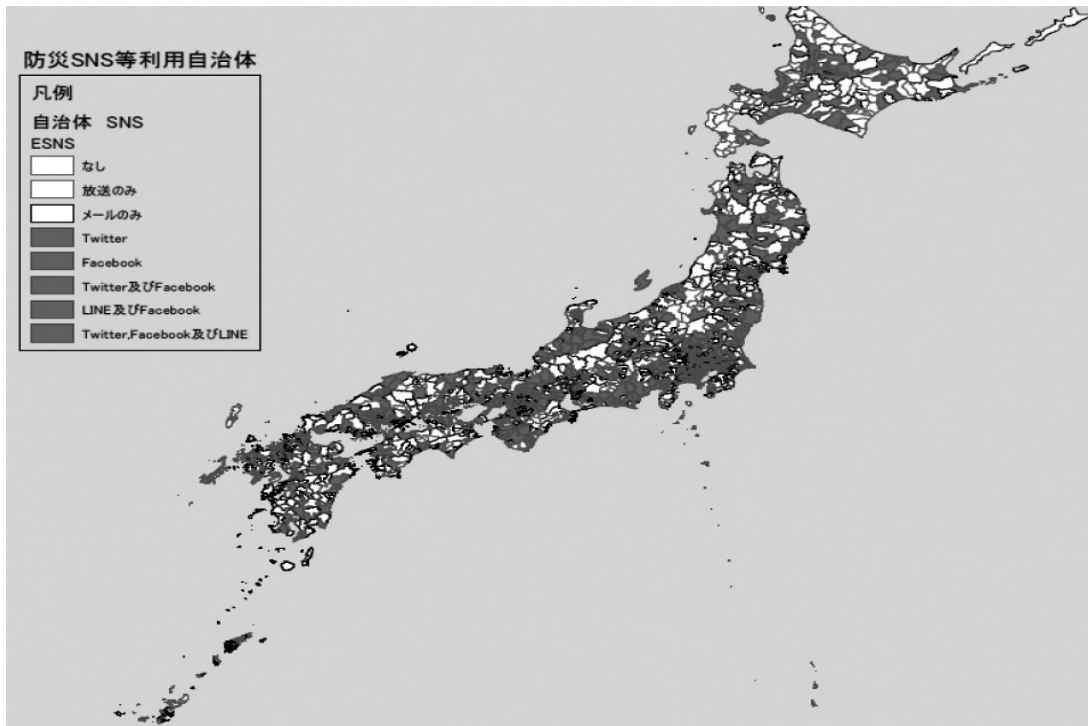 防災SNS等利用自治体
凡例
自治体 SNS
ESNS
なし
放送のみ
メールのみ
Twitter
Facebook
Twitter及びFacebook
LINE及びFacebook
Twitter,Facebook及びLINE